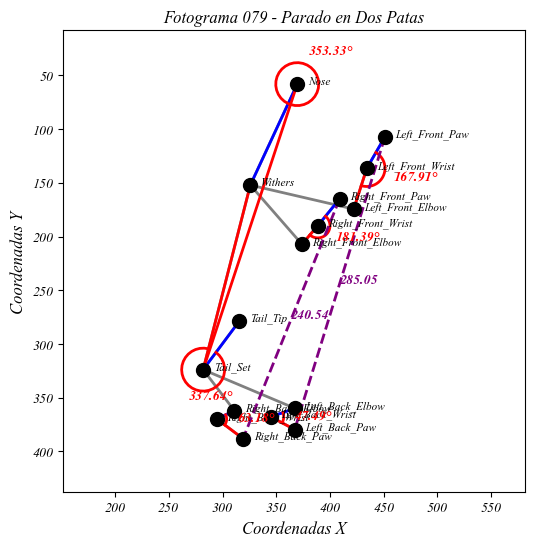 Fotograma 079 - Parado en Dos Patas
353.33°
Nose
Left_Front_Paw
Left_Front_Wrist
167.91°
Withers
Right_Front_Paw
Left_Front_Elbow
Right_Front_Wrist
181.39°
Right_Front_Elbow
285.05
240.54
Tail_Tip
Tail_Set
337.64°
Left_Back_Elbow
Right_Back_Paw
Left_Back_Paw
50
100
150
200
250
300
350
400
Coordenadas Y
200
250
300
350
400
450
500
550
Coordenadas X